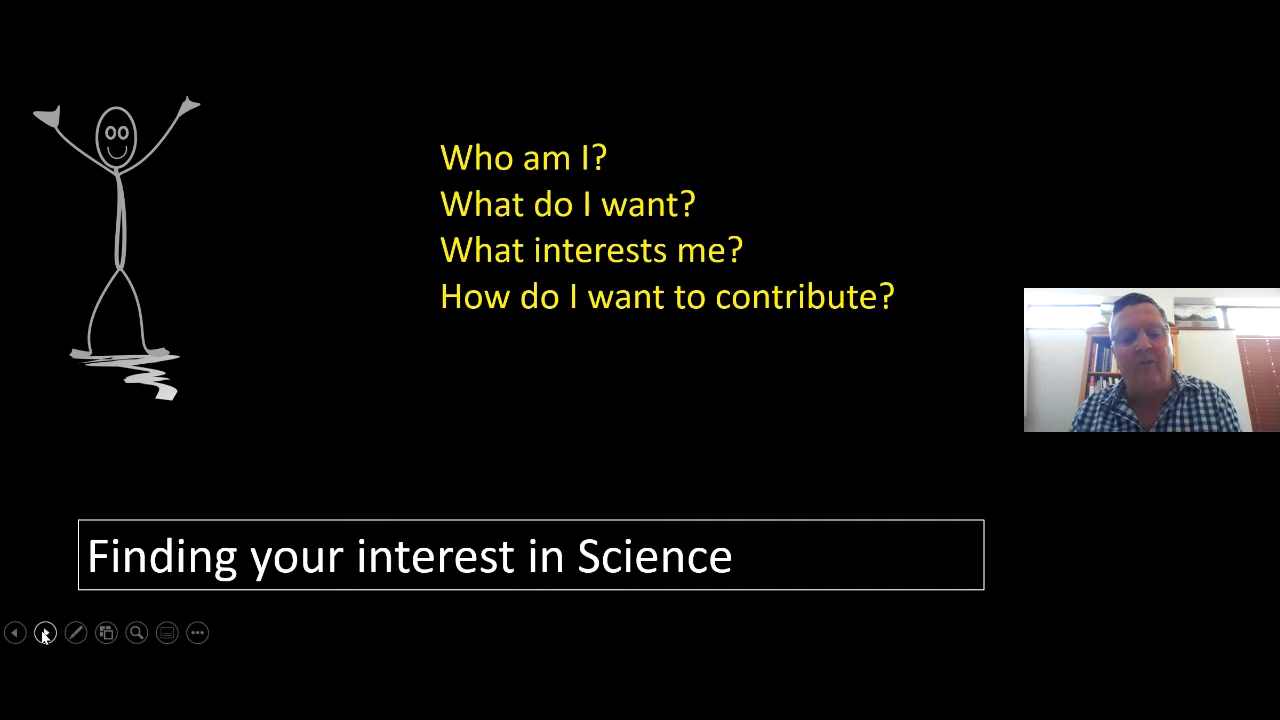 Who am I?
What do I want?
What interests me?
How do I want to contribute?
Finding your interest in Science